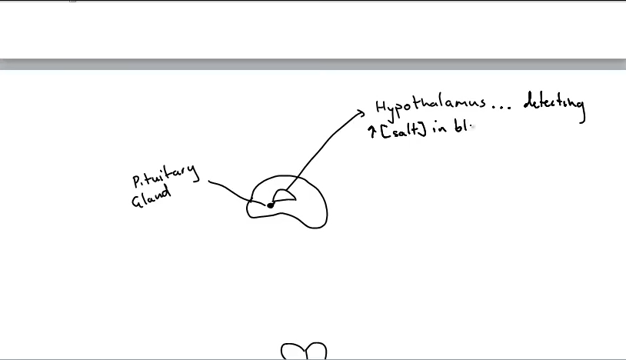 Hypothalamus... detecting
↑[salt] in bl
Pituitary
Gland